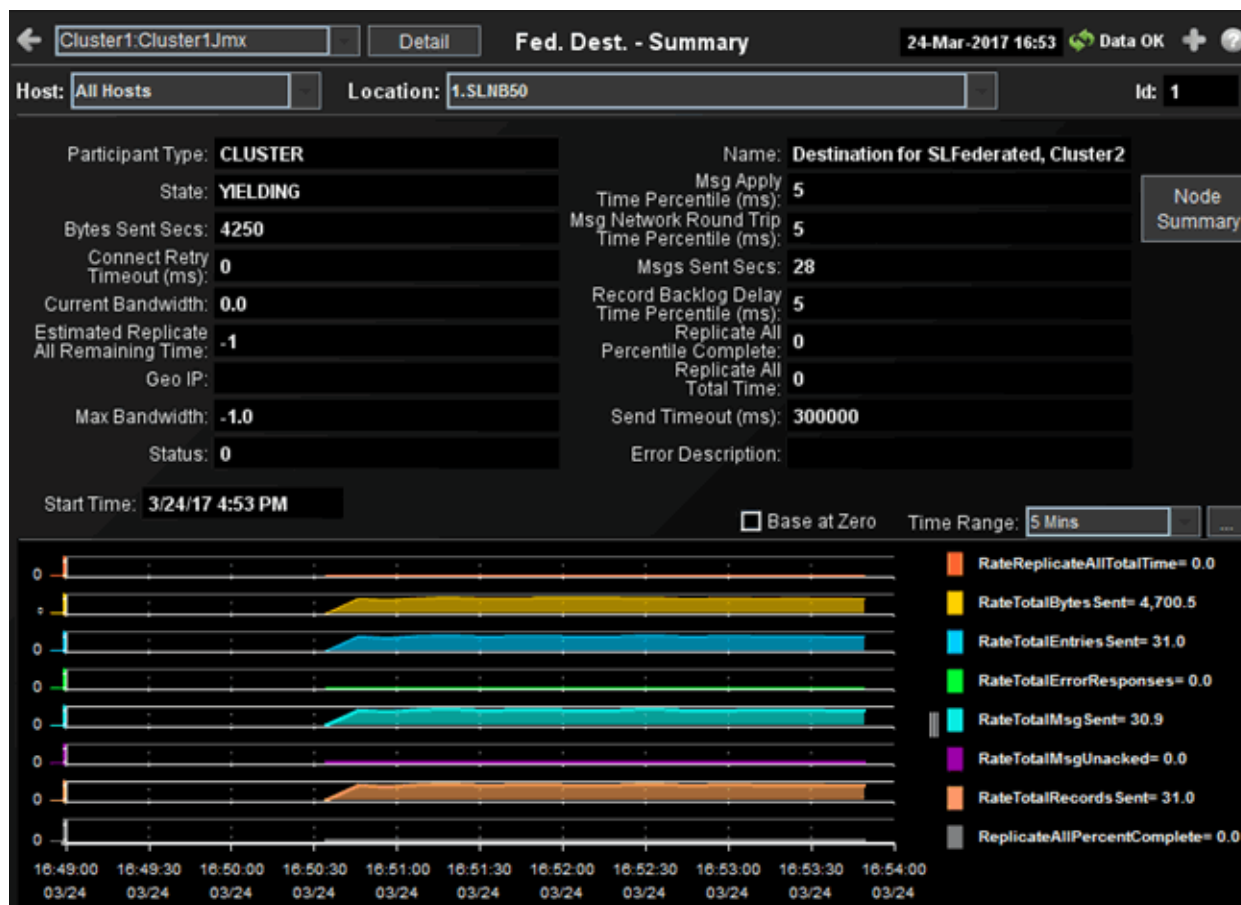 Cluster1:Cluster1Jmx Detail Fed. Dest. - Summary 24-Mar-2017 16:53 Data OK
Host: All Hosts Location: 1.SLNB50 Id: 1
Participant Type: CLUSTER
State: YIELDING
Bytes Sent Secs: 4250
Connect Retry
Timeout (ms): 0
Current Bandwidth: 0.0
Estimated Replicate
All Remaining Time: -1
Geo IP:
Max Bandwidth: -1.0
Status: 0
Name: Destination for SLFederated, Cluster2
Msg Apply
Time Percentile (ms): 5
Msg Network Round Trip
Time Percentile (ms): 5
Msgs Sent Secs: 28
Record Backlog Delay
Time Percentile (ms): 5
Replicate All
Percentile Complete: 0
Replicate All
Total Time: 0
Send Timeout (ms): 300000
Error Description:
Node
Summary
Start Time: 3/24/17 4:53 PM
Base at Zero Time Range: 5 Mins ...
0 RateReplicateAllTotalTime= 0.0
0 RateTotalBytesSent= 4,700.5
0 RateTotalEntriesSent= 31.0
0 RateTotalErrorResponses= 0.0
0 RateTotalMsgSent= 30.9
0 RateTotalMsgUnacked= 0.0
0 RateTotalRecordsSent= 31.0
0 ReplicateAllPercentComplete= 0.0
16:49:00 16:49:30 16:50:00 16:50:30 16:51:00 16:51:30 16:52:00 16:52:30 16:53:00 16:53:30 16:54:00
03/24 03/24 03/24 03/24 03/24 03/24 03/24 03/24 03/24 03/24 03/24